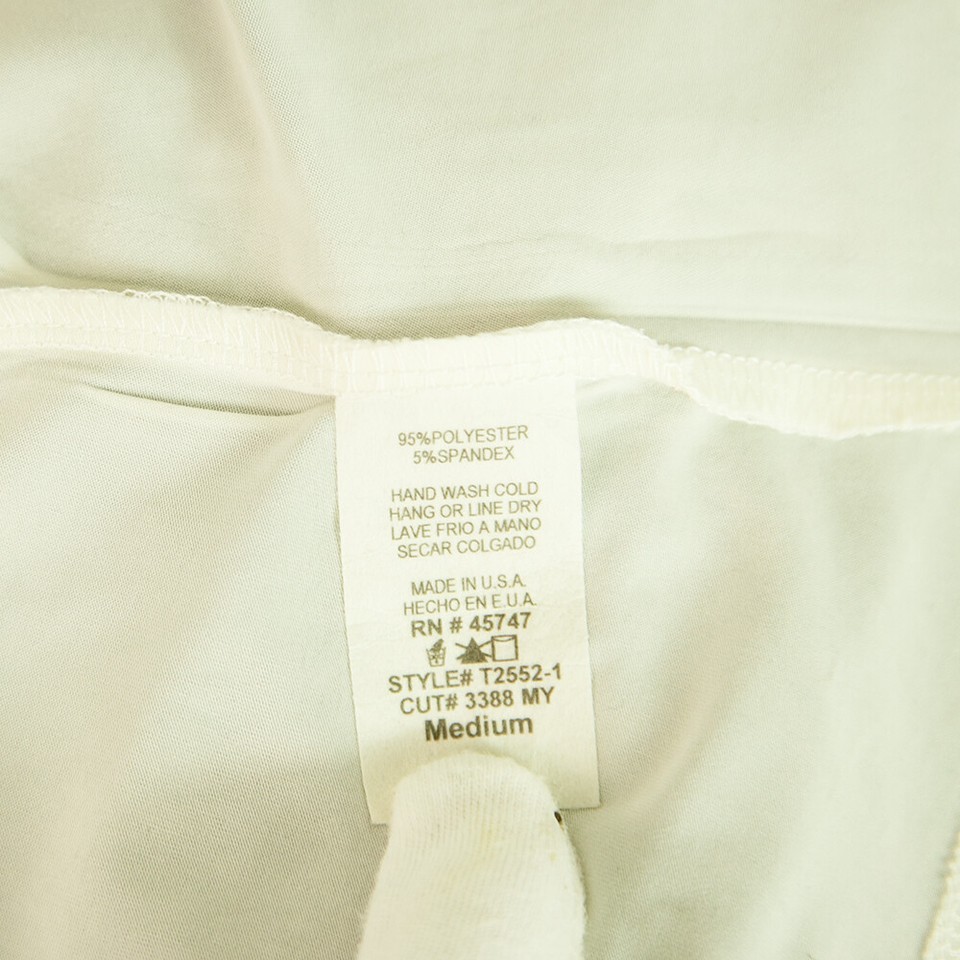 95%POLYESTER
5%SPANDEX
HAND WASH COLD
HANG OR LINE DRY
LAVE FRIO A MANO
SECAR COLGADO
MADE IN U.S.A.
HECHO EN E.U.A.
RN # 45747
STYLE# T2552-1
CUT# 3388 MY
Medium